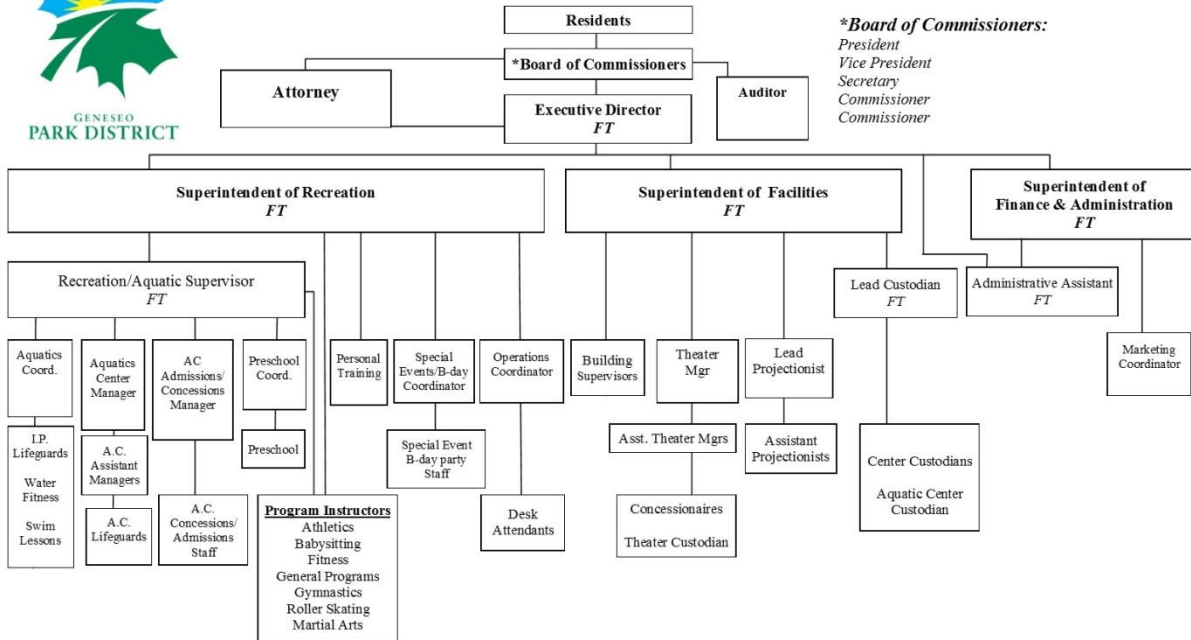 GENESEO
PARK DISTRICT
Residents
*Board of Commissioners
Attorney
Auditor
Executive Director
FT
*Board of Commissioners:
President
Vice President
Secretary
Commissioner
Commissioner
Superintendent of Recreation
FT
Superintendent of Facilities
FT
Superintendent of
Finance & Administration
FT
Recreation/Aquatic Supervisor
FT
Lead Custodian
FT
Administrative Assistant
FT
Aquatics
Coord.
Aquatics
Center
Manager
AC
Admissions/
Concessions
Manager
Preschool
Coord.
Personal
Training
Special
Events/B-day
Coordinator
Operations
Coordinator
Building
Supervisors
Theater
Mgr
Lead
Projectionist
Marketing
Coordinator
I.P.
Lifeguards
Water
Fitness
Swim
Lessons
A.C.
Assistant
Managers
A.C.
Lifeguards
A.C.
Concessions/
Admissions
Staff
Preschool
Program Instructors
Athletics
Babysitting
Fitness
General Programs
Gymnastics
Roller Skating
Martial Arts
Special Event
B-day party
Staff
Desk
Attendants
Asst. Theater Mgrs
Concessionaires
Theater Custodian
Assistant
Projectionists
Center Custodians
Aquatic Center
Custodian